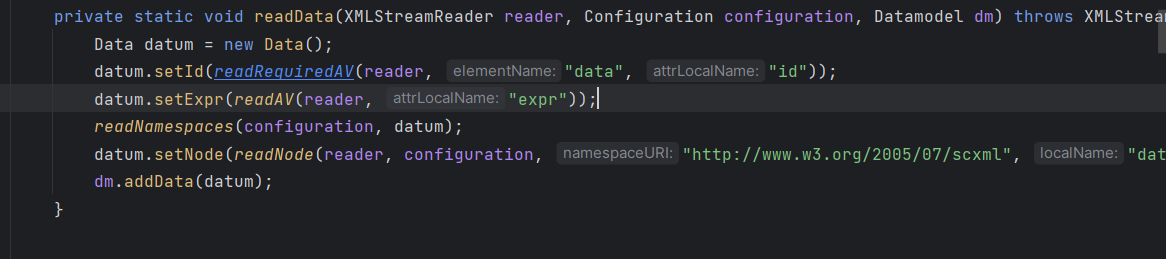 private static void readData(XMLStreamReader reader, Configuration configuration, Datamodel dm) throws XMLStrea
Data datum = new Data();
datum.setId(readRequiredAV(reader, elementName: "data", attrLocalName: "id"));
datum.setExpr(readAV(reader, attrLocalName: "expr"));
readNamespaces(configuration, datum);
datum.setNode(readNode(reader, configuration, namespaceURI: "http://www.w3.org/2005/07/scxml", localName: "dat
dm.addData(datum);
}